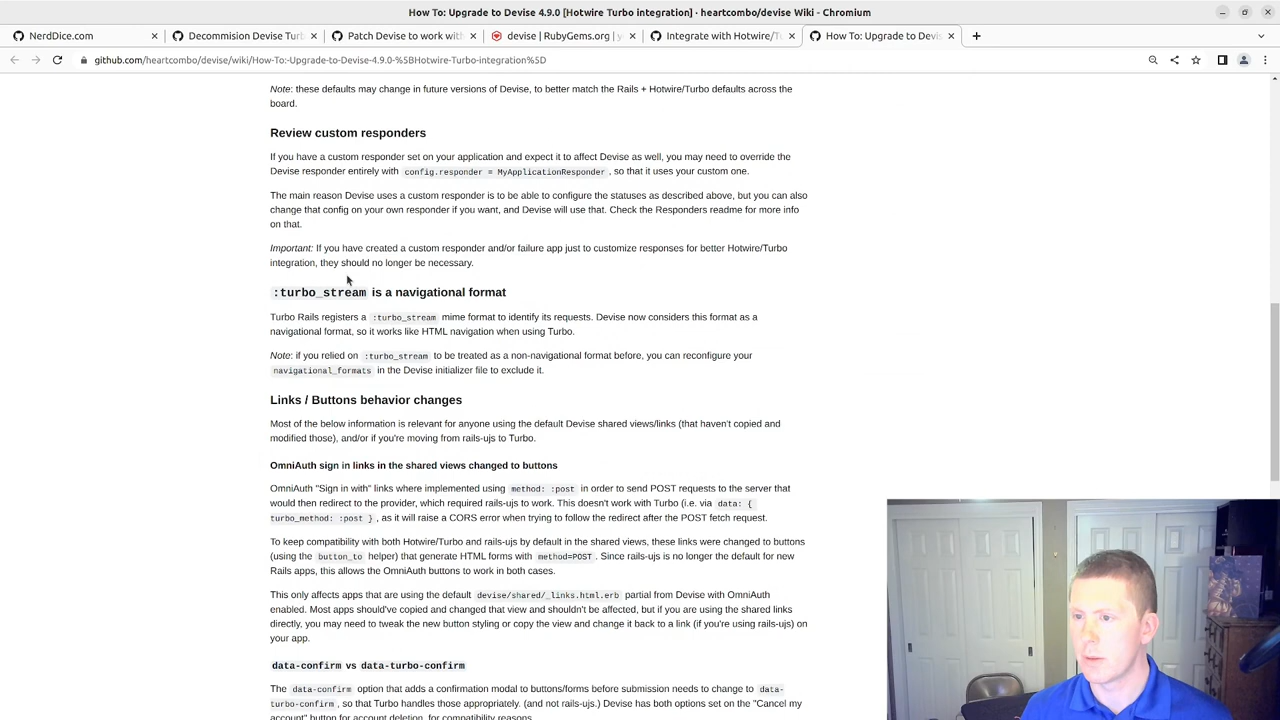 How To: Upgrade to Devise 4.9.0 [Hotwire Turbo integration] · heartcombo/devise Wiki - Chromium
NerdDice.com
Decommision Devise Turb
Patch Devise to work with
devise | RubyGems.org | y
Integrate with Hotwire/T
How To: Upgrade to Devis
github.com/heartcombo/devise/wiki/How-To:-Upgrade-to-Devise-4.9.0-%5BHotwire-Turbo-integration%5D
Note: these defaults may change in future versions of Devise, to better match the Rails + Hotwire/Turbo defaults across the
board.
Review custom responders
If you have a custom responder set on your application and expect it to affect Devise as well, you may need to override the
Devise responder entirely with config.responder = MyApplicationResponder , so that it uses your custom one.
The main reason Devise uses a custom responder is to be able to configure the statuses as described above, but you can also
change that config on your own responder if you want, and Devise will use that. Check the Responders readme for more info
on that.
Important: If you have created a custom responder and/or failure app just to customize responses for better Hotwire/Turbo
integration, they should no longer be necessary.
:turbo_stream is a navigational format
Turbo Rails registers a :turbo_stream mime format to identify its requests. Devise now considers this format as a
navigational format, so it works like HTML navigation when using Turbo.
Note: if you relied on :turbo_stream to be treated as a non-navigational format before, you can reconfigure your
navigational_formats in the Devise initializer file to exclude it.
Links / Buttons behavior changes
Most of the below information is relevant for anyone using the default Devise shared views/links (that haven't copied and
modified those), and/or if you're moving from rails-ujs to Turbo.
OmniAuth sign in links in the shared views changed to buttons
OmniAuth "Sign in with" links where implemented using method: :post in order to send POST requests to the server that
would then redirect to the provider, which required rails-ujs to work. This doesn't work with Turbo (i.e. via data: {
turbo_method: :post } , as it will raise a CORS error when trying to follow the redirect after the POST fetch request.
To keep compatibility with both Hotwire/Turbo and rails-ujs by default in the shared views, these links were changed to buttons
(using the button_to helper) that generate HTML forms with method=POST . Since rails-ujs is no longer the default for new
Rails apps, this allows the OmniAuth buttons to work in both cases.
This only affects apps that are using the default devise/shared/_links.html.erb partial from Devise with OmniAuth
enabled. Most apps should've copied and changed that view and shouldn't be affected, but if you are using the shared links
directly, you may need to tweak the new button styling or copy the view and change it back to a link (if you're using rails-ujs) on
your app.
data-confirm vs data-turbo-confirm
The data-confirm option that adds a confirmation modal to buttons/forms before submission needs to change to data-
turbo-confirm , so that Turbo handles those appropriately. (and not rails-ujs.) Devise has both options set on the "Cancel my
account" button for account deletion, for compatibility reasons.